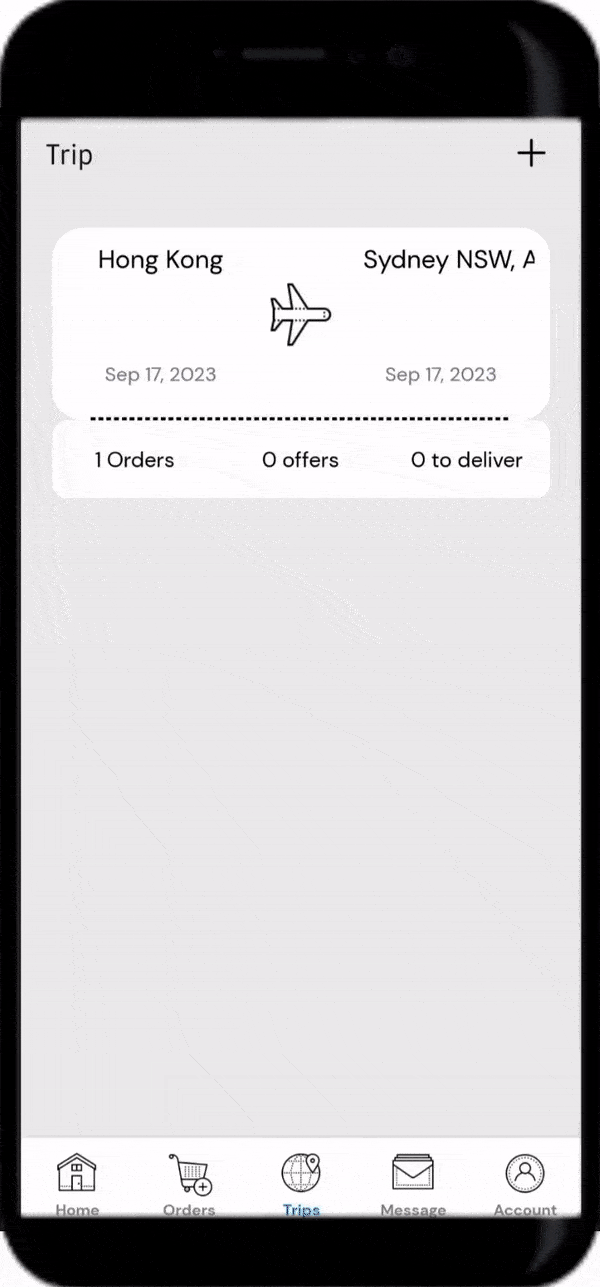 Trip
Hong Kong Sydney NSW, A
Sep 17, 2023 Sep 17, 2023
1 Orders 0 offers 0 to deliver
Home Orders Trips Message Account